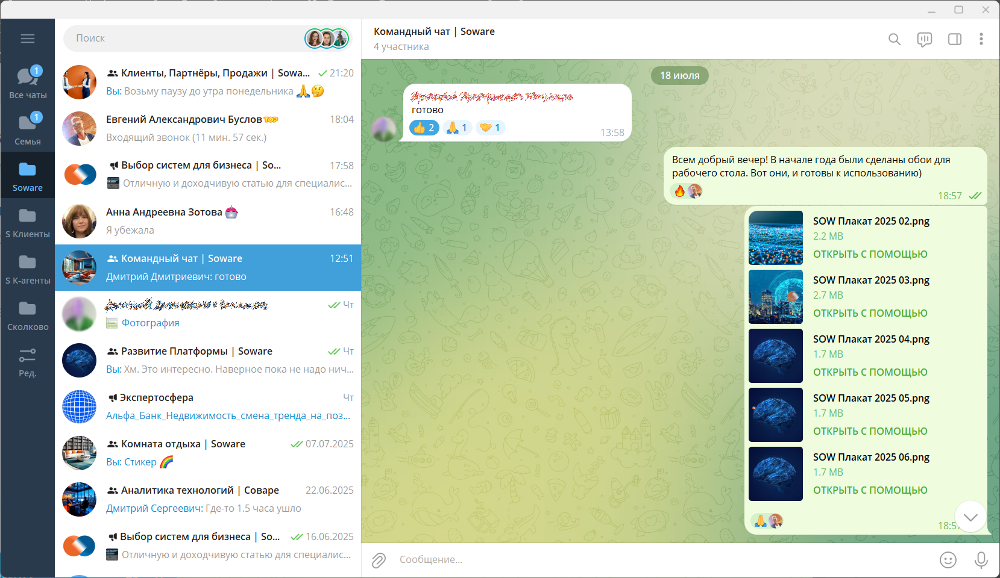 Все чаты
1
Семья
1
Soware
S Клиенты
S К-агенты
Сколково
Ред.
Поиск
Клиенты, Партнёры, Продажи | Sowa...
21:20
Вы: Возьму паузу до утра понедельника 🙏🤔
Евгений Александрович Буслов TOP
18:04
Входящий звонок (11 мин. 57 сек.)
Выбор систем для бизнеса | So...
17:58
Отличную и доходчивую статью для специалис...
Анна Андреевна Зотова
16:48
Я убежала
Командный чат | Soware
12:51
Дмитрий Дмитриевич: готово
Чт
Фотография
Развитие Платформы | Soware
Чт
Вы: Хм. Это интересно. Наверное пока не надо нич...
Экспертосфера
Чт
Альфа_Банк_Недвижимость_смена_тренда_на_поз...
Комната отдыха | Soware
07.07.2025
Вы: Стикер 🌈
Аналитика технологий | Соваре
22.06.2025
Дмитрий Сергеевич: Где-то 1.5 часа ушло
Выбор систем для бизнеса | So...
16.06.2025
Отличную и доходчивую статью для специалис...
Командный чат | Soware
4 участника
18 июля
готово
👍 2 🙏 1 🤝 1
13:58
Всем добрый вечер! В начале года были сделаны обои для
рабочего стола. Вот они, и готовы к использованию)
18:57
SOW Плакат 2025 02.png
2.2 MB
ОТКРЫТЬ С ПОМОЩЬЮ
SOW Плакат 2025 03.png
2.7 MB
ОТКРЫТЬ С ПОМОЩЬЮ
SOW Плакат 2025 04.png
1.7 MB
ОТКРЫТЬ С ПОМОЩЬЮ
SOW Плакат 2025 05.png
1.7 MB
ОТКРЫТЬ С ПОМОЩЬЮ
SOW Плакат 2025 06.png
1.7 MB
ОТКРЫТЬ С ПОМОЩЬЮ
18:57
Сообщение...